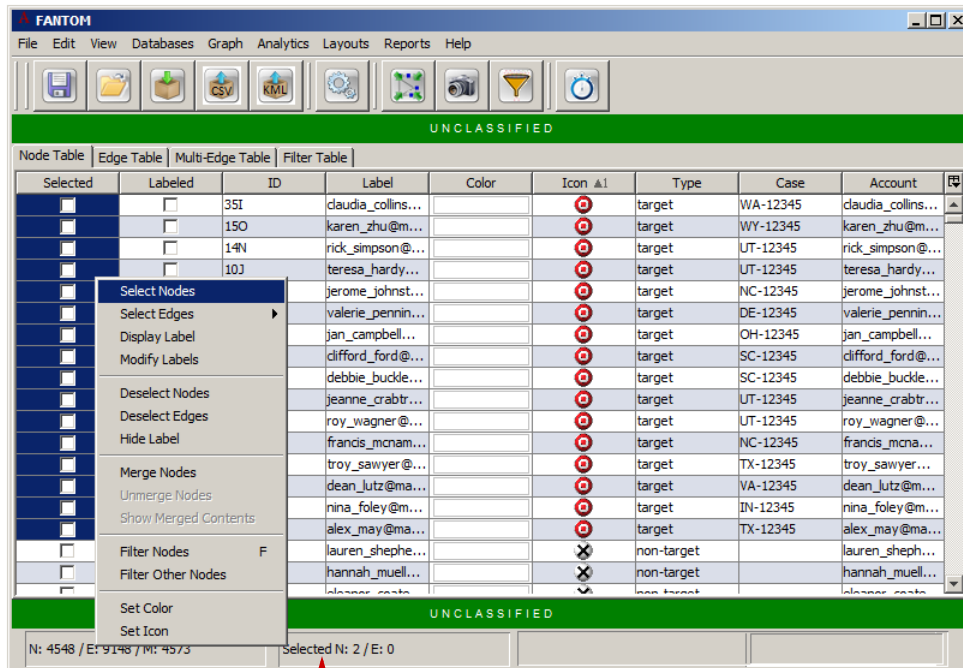 FANTOM
File Edit View Databases Graph Analytics Layouts Reports Help
CSV KML
UNCLASSIFIED
Node Table Edge Table Multi-Edge Table Filter Table
Selected Labeled ID Label Color Icon ▲1 Type Case Account
35I claudia_collins... target WA-12345 claudia_collins...
15O karen_zhu@m... target WY-12345 karen_zhu@m...
14N rick_simpson@... target UT-12345 rick_simpson@...
10J teresa_hardy... target UT-12345 teresa_hardy...
Select Nodes jerome_johnst... target NC-12345 jerome_johnst...
Select Edges valerie_pennin... target DE-12345 valerie_pennin...
Display Label jan_campbell... target OH-12345 jan_campbell...
Modify Labels clifford_ford@... target SC-12345 clifford_ford@...
debbie_buckle... target SC-12345 debbie_buckle...
Deselect Nodes jeanne_crabtr... target UT-12345 jeanne_crabtr...
Deselect Edges roy_wagner@... target UT-12345 roy_wagner@...
Hide Label francis_mcnam... target NC-12345 francis_mcna...
Merge Nodes troy_sawyer@... target TX-12345 troy_sawyer...
Unmerge Nodes dean_lutz@ma... target VA-12345 dean_lutz@m...
Show Merged Contents nina_foley@m... target IN-12345 nina_foley@m...
alex_may@ma... target TX-12345 alex_may@ma...
Filter Nodes F lauren_shephe... non-target lauren_sheph...
Filter Other Nodes hannah_muell... non-target hannah_muell...
Set Color UNCLASSIFIED
Set Icon
N: 4548 / E: 9148 / M: 4573 Selected N: 2 / E: 0